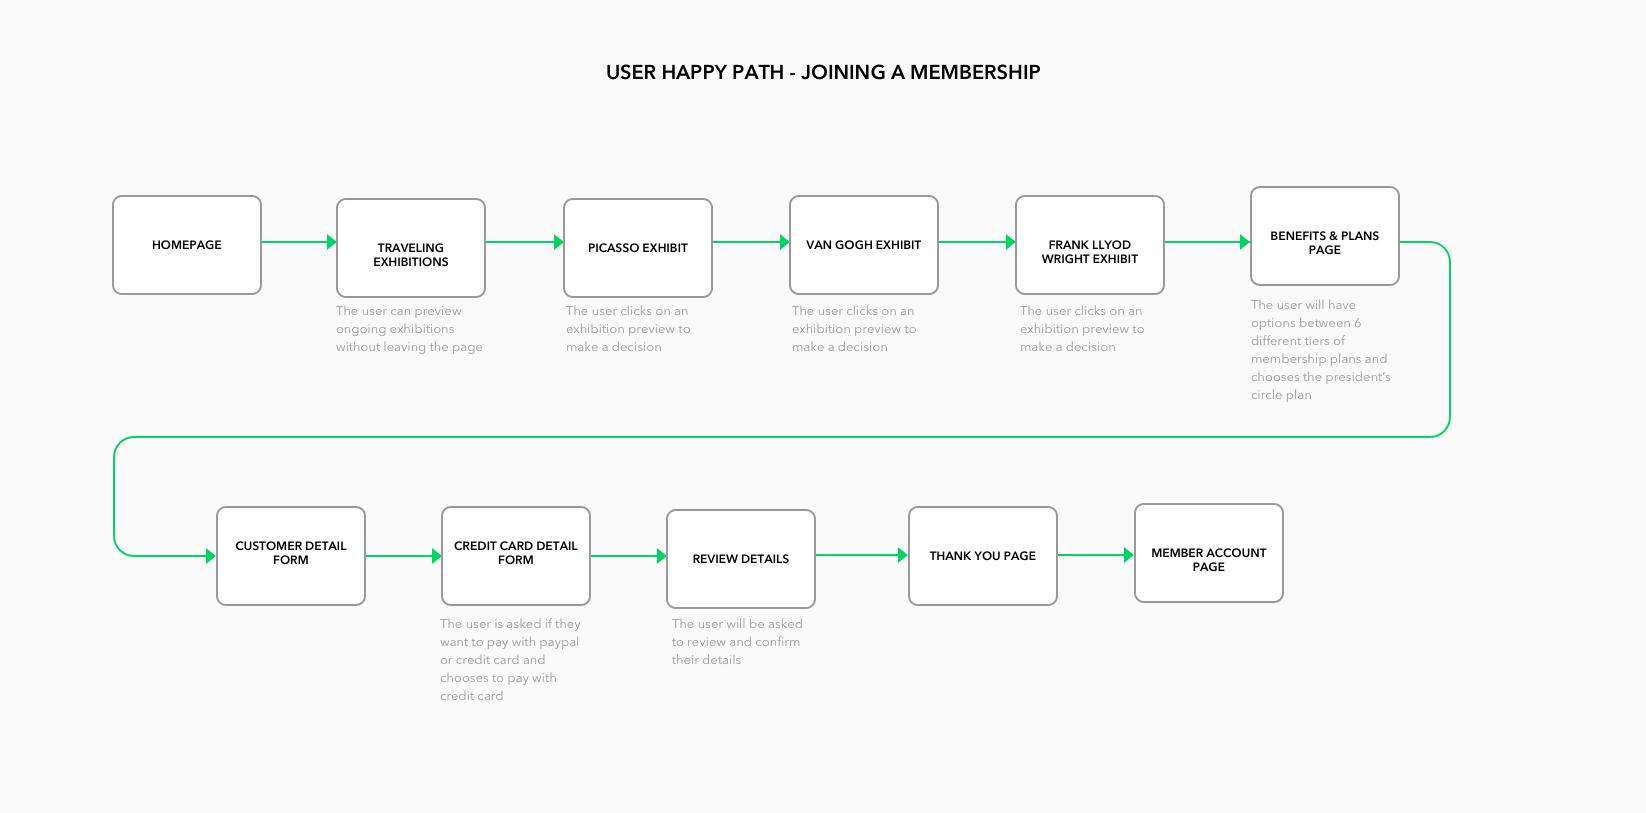 USER HAPPY PATH - JOINING A MEMBERSHIP
HOMEPAGE
TRAVELING
EXHIBITIONS
The user can preview
ongoing exhibitions
without leaving the page
PICASSO EXHIBIT
The user clicks on an
exhibition preview to
make a decision
VAN GOGH EXHIBIT
The user clicks on an
exhibition preview to
make a decision
FRANK LLYOD
WRIGHT EXHIBIT
The user clicks on an
exhibition preview to
make a decision
BENEFITS & PLANS
PAGE
The user will have
options between 6
different tiers of
membership plans and
chooses the president's
circle plan
CUSTOMER DETAIL
FORM
CREDIT CARD DETAIL
FORM
The user is asked if they
want to pay with paypal
or credit card and
chooses to pay with
credit card
REVIEW DETAILS
The user will be asked
to review and confirm
their details
THANK YOU PAGE
MEMBER ACCOUNT
PAGE